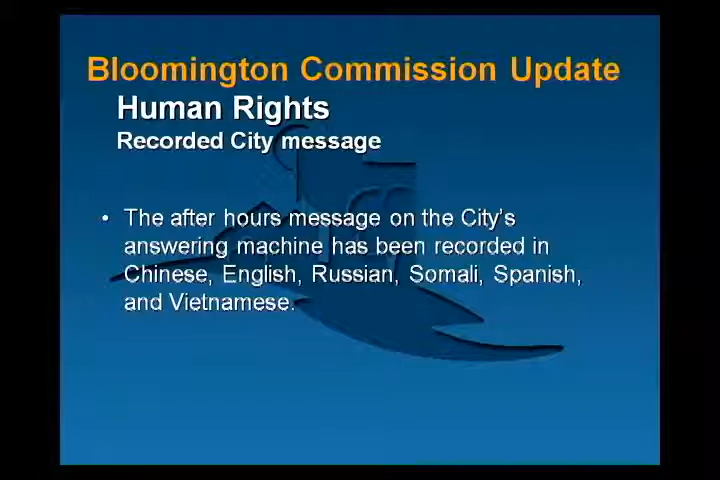 Bloomington Commission Update
Human Rights
Recorded City message
• The after hours message on the City's
answering machine has been recorded in
Chinese, English, Russian, Somali, Spanish,
and Vietnamese.